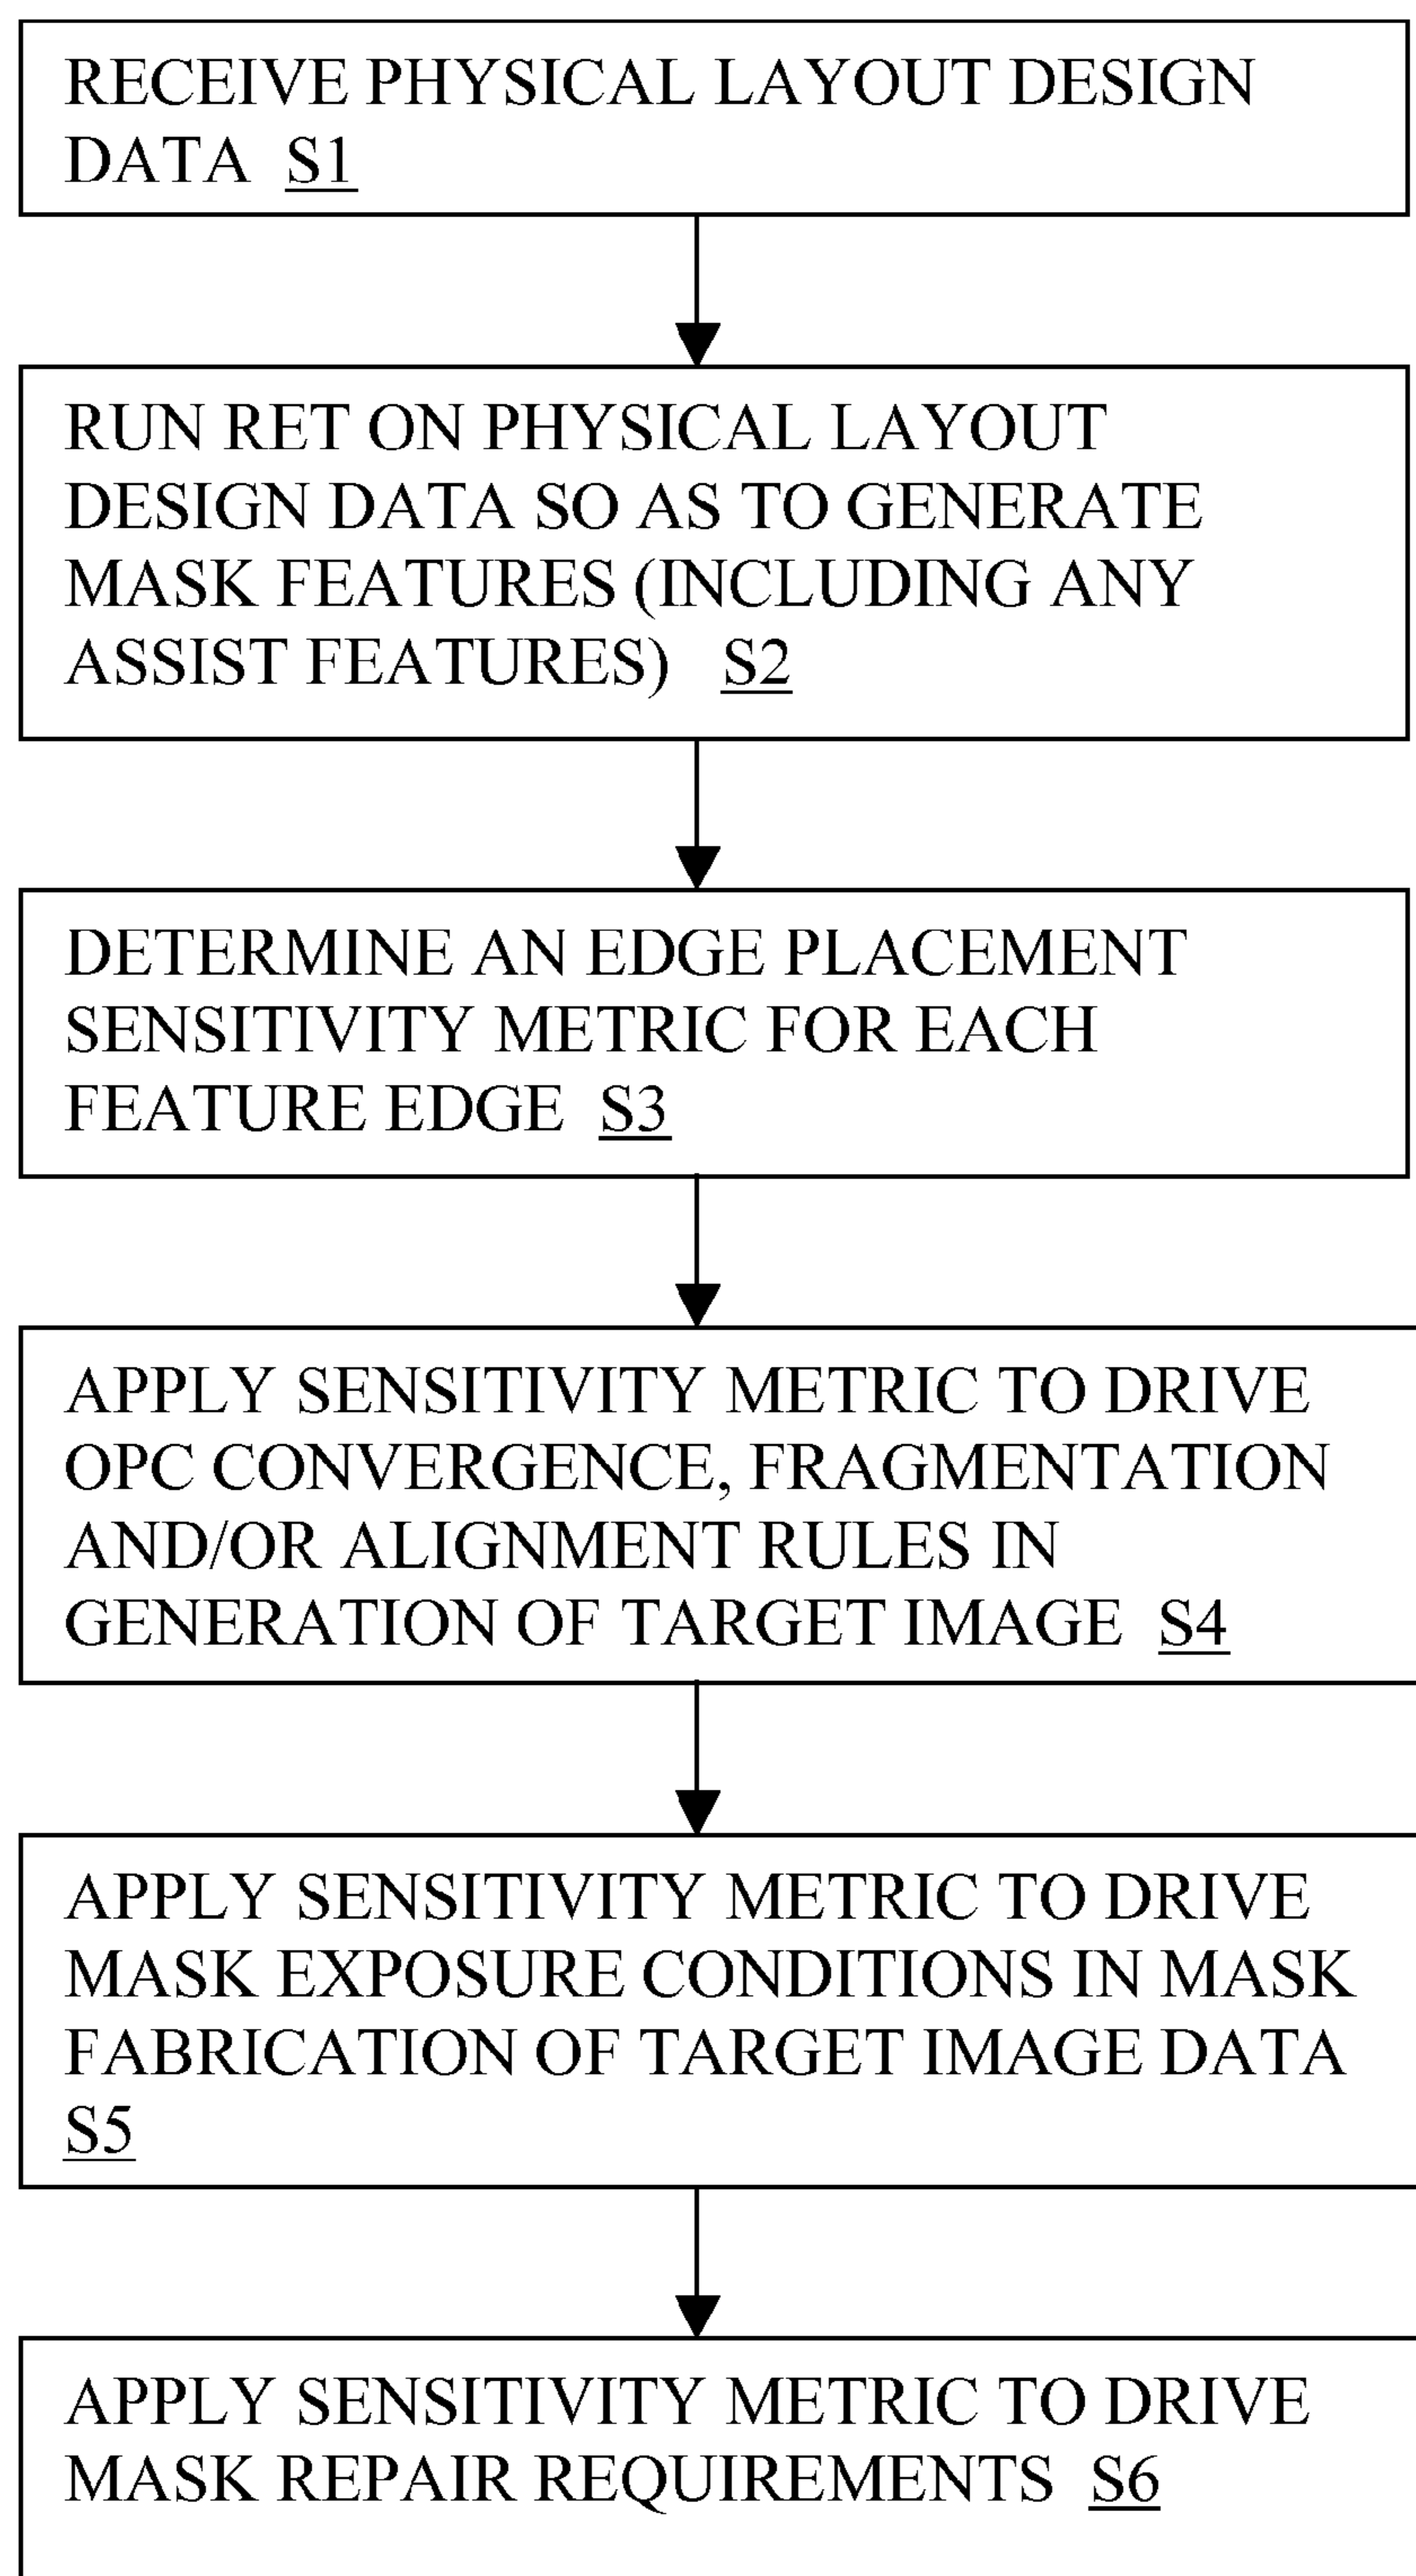 RECEIVE PHYSICAL LAYOUT DESIGN
DATA S1
RUN RET ON PHYSICAL LAYOUT
DESIGN DATA SO AS TO GENERATE
MASK FEATURES (INCLUDING ANY
ASSIST FEATURES) S2
DETERMINE AN EDGE PLACEMENT
SENSITIVITY METRIC FOR EACH
FEATURE EDGE S3
APPLY SENSITIVITY METRIC TO DRIVE
OPC CONVERGENCE, FRAGMENTATION
AND/OR ALIGNMENT RULES IN
GENERATION OF TARGET IMAGE S4
APPLY SENSITIVITY METRIC TO DRIVE
MASK EXPOSURE CONDITIONS IN MASK
FABRICATION OF TARGET IMAGE DATA
S5
APPLY SENSITIVITY METRIC TO DRIVE
MASK REPAIR REQUIREMENTS S6